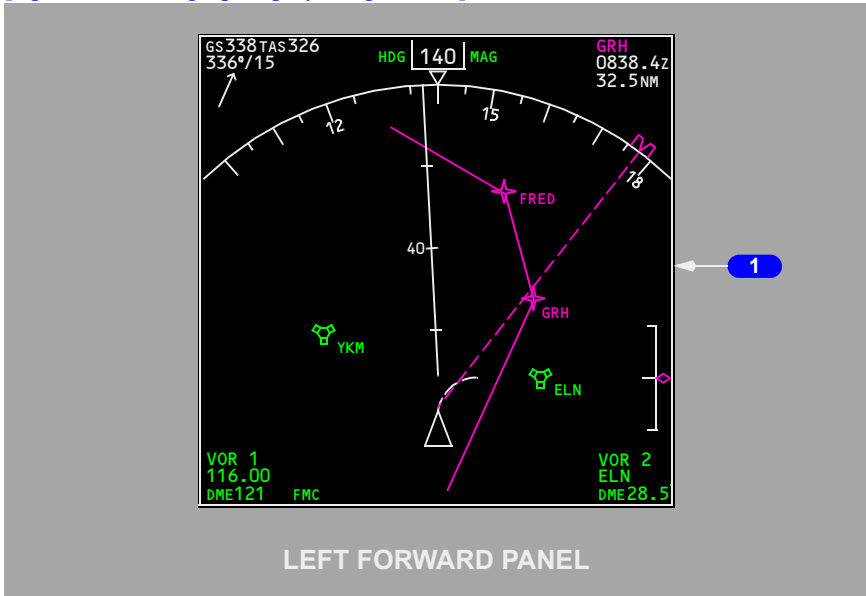 GS338TAS326
336°/15
HDG 140 MAG
GRH
0838.4Z
32.5NM
12
15
18
FRED
40
GRH
YKM
ELN
VOR 1
116.00
DME121 FMC
VOR 2
ELN
DME28.5
1
LEFT FORWARD PANEL